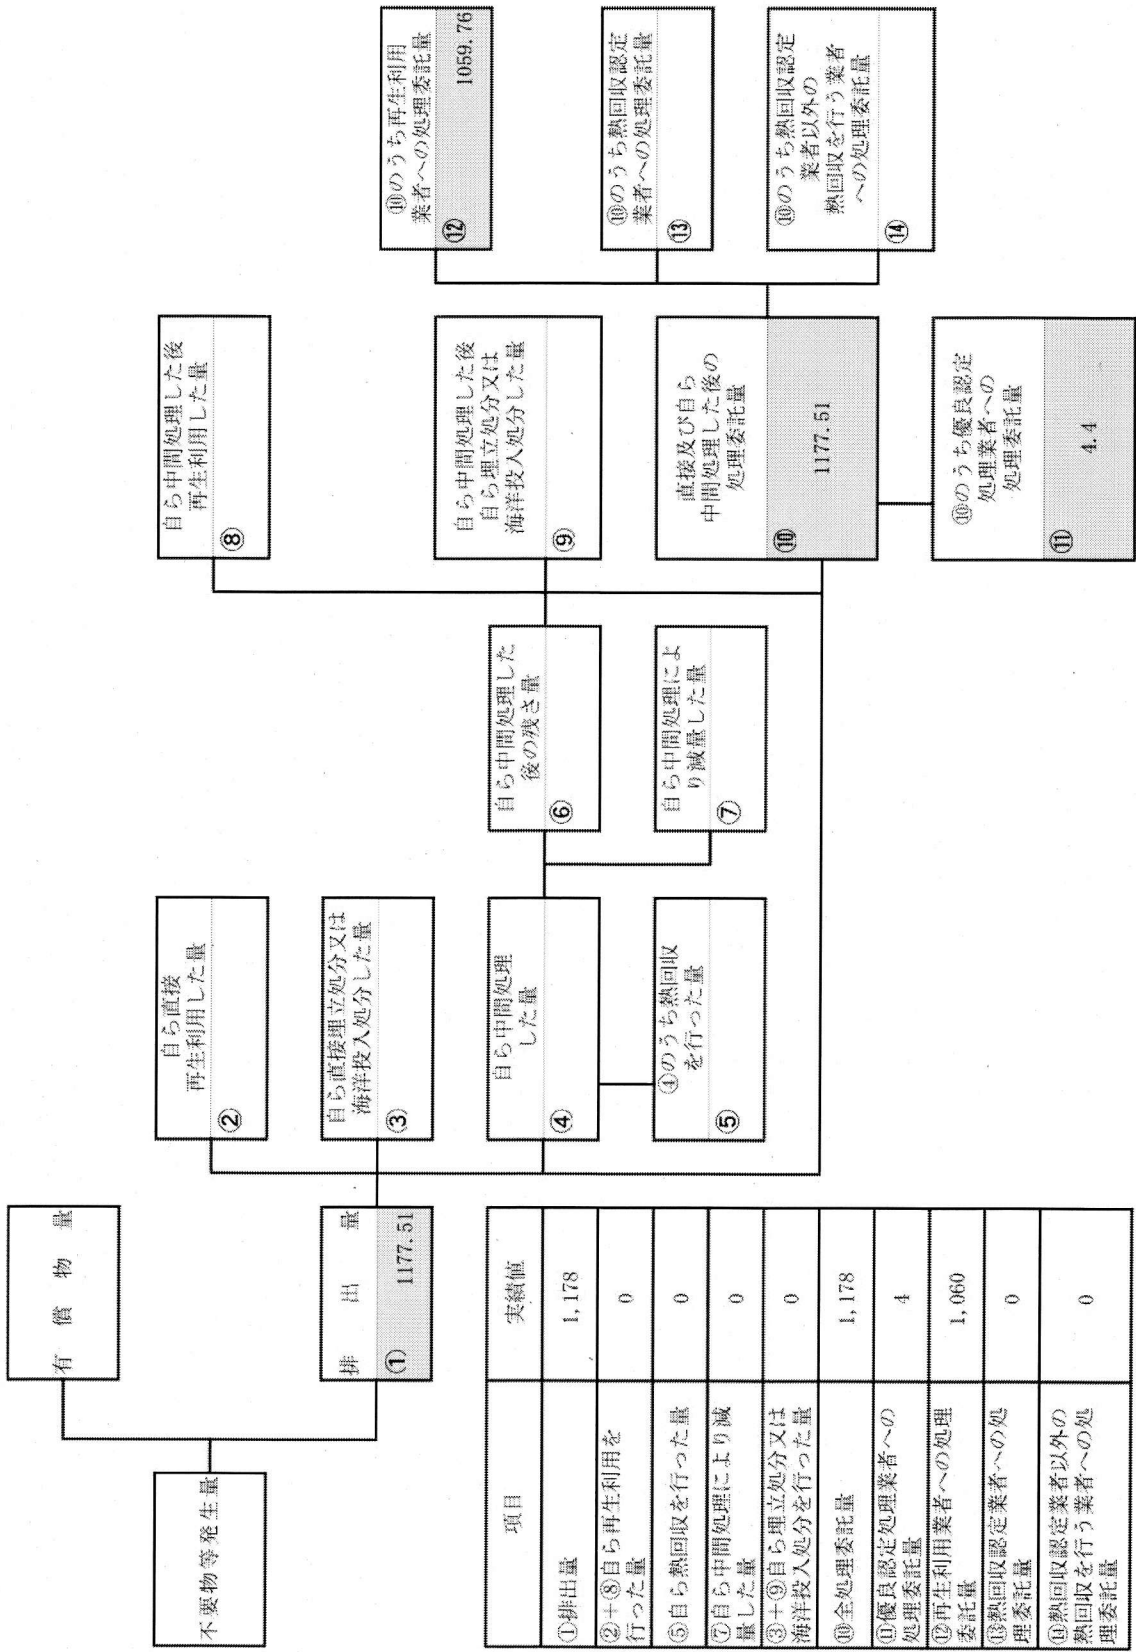 不要物等発生量
有償物量
排出量
① 1177.51
自ら直接
再生利用した量
②
自ら直接埋立処分又は
海洋投入処分した量
③
自ら中間処理
した量
④
④のうち熱回収
を行った量
⑤
自ら中間処理した
後の残さ量
⑥
自ら中間処理によ
り減量した量
⑦
自ら中間処理した後
再生利用した量
⑧
自ら中間処理した後
自ら埋立処分又は
海洋投入処分した量
⑨
直接及び自ら
中間処理した後の
処理委託量
⑩ 1177.51
⑩のうち優良認定
処理業者への
処理委託量
⑪ 4.4
⑩のうち再生利用
業者への処理委託量
⑫ 1059.76
⑩のうち熱回収認定
業者への処理委託量
⑬
⑩のうち熱回収認定
業者以外の
熱回収を行う業者
への処理委託量
⑭
項目 実績値
①排出量 1,178
②+⑧自ら再生利用を
行った量 0
⑤自ら熱回収を行った量 0
⑦自ら中間処理により減
量した量 0
③+⑨自ら埋立処分又は
海洋投入処分を行った量 0
⑩全処理委託量 1,178
⑪優良認定処理業者への
処理委託量 4
⑫再生利用業者への処理
委託量 1,060
⑬熱回収認定業者への処
理委託量 0
⑭熱回収認定業者以外の
熱回収を行う業者への処
理委託量 0